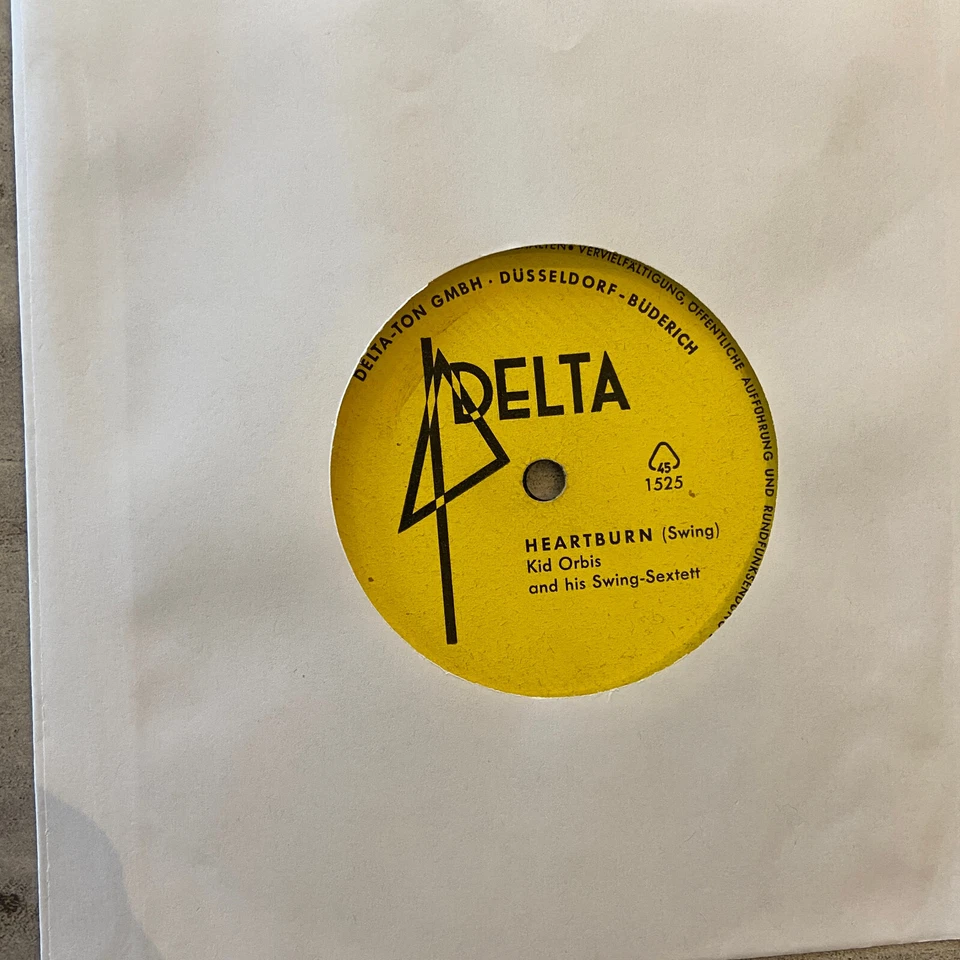 VERVIELFÄLTIGUNG, ÖFFENTLICHE AUFFÜHRUNG UND RUNDFUNKSENDUNG
DELTA-TON GMBH · DÜSSELDORF-BUDERICH
DELTA
45
1525
HEARTBURN (Swing)
Kid Orbis
and his Swing-Sextett